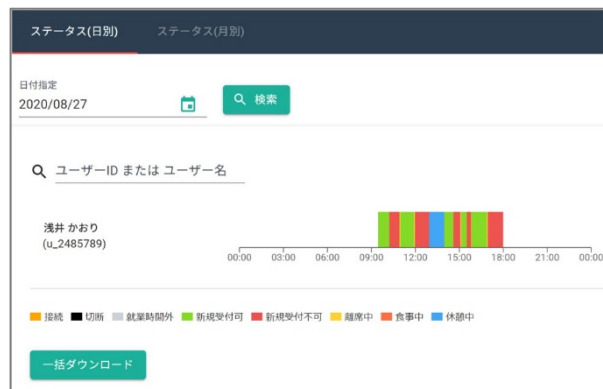 ステータス(日別) ステータス(月別)
日付指定
2020/08/27 検索
ユーザーID または ユーザー名
浅井 かおり
(u_2485789)
00:00 03:00 06:00 09:00 12:00 15:00 18:00 21:00 00:00
接続 切断 就業時間外 新規受付可 新規受付不可 離席中 食事中 休憩中
一括ダウンロード